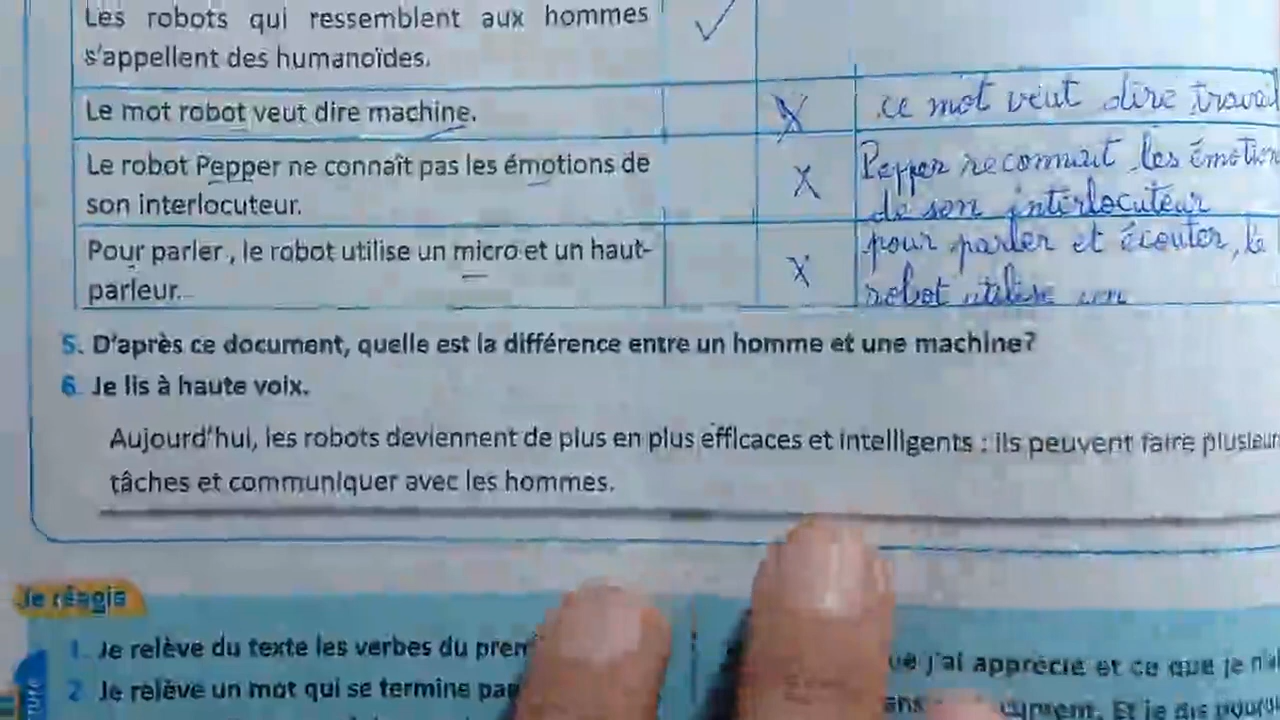 Les robots qui ressemblent aux hommes
s'appellent des humanoïdes.
Le mot robot veut dire machine.
ce mot veut dire travail
Le robot Pepper ne connaît pas les émotions de
son interlocuteur.
Pepper reconnait les émotion
de son interlocuteur
Pour parler, le robot utilise un micro et un haut-
parleur.
pour parler et écouter, le
robot utilise un
5. D'après ce document, quelle est la différence entre un homme et une machine?
6. Je lis à haute voix.
Aujourd'hui, les robots deviennent de plus en plus efficaces et intelligents : ils peuvent faire plusieur
tâches et communiquer avec les hommes.
Je réagis
1. Je relève du texte les verbes du prem
2. Je relève un mot qui se termine par
j'ai apprécié et ce que je n'ai
Et je dis